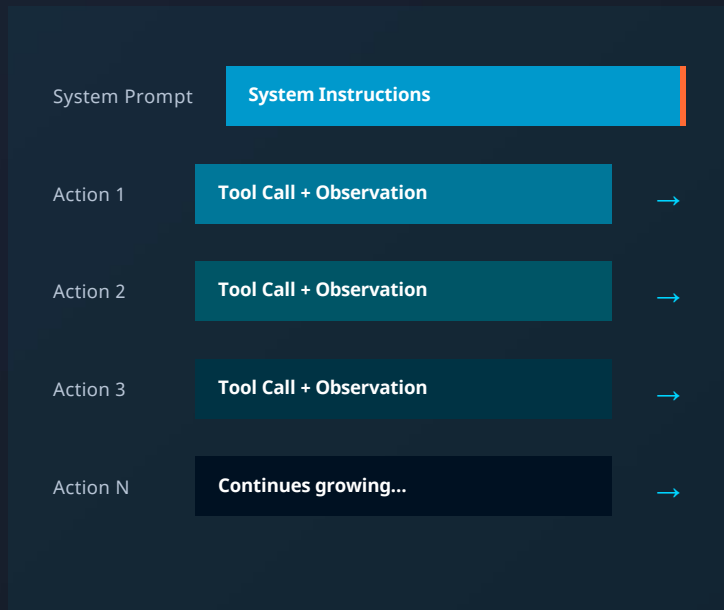 System Prompt System Instructions
Action 1 Tool Call + Observation →
Action 2 Tool Call + Observation →
Action 3 Tool Call + Observation →
Action N Continues growing... →